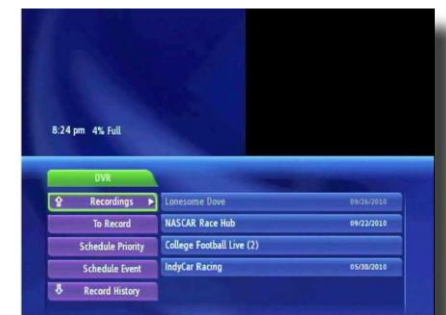 8:24 pm 4% Full
DVR
Recordings
Lonesome Dove 09/26/2010
To Record
NASCAR Race Hub 09/22/2010
Schedule Priority
College Football Live (2)
Schedule Event
IndyCar Racing 05/30/2010
Record History